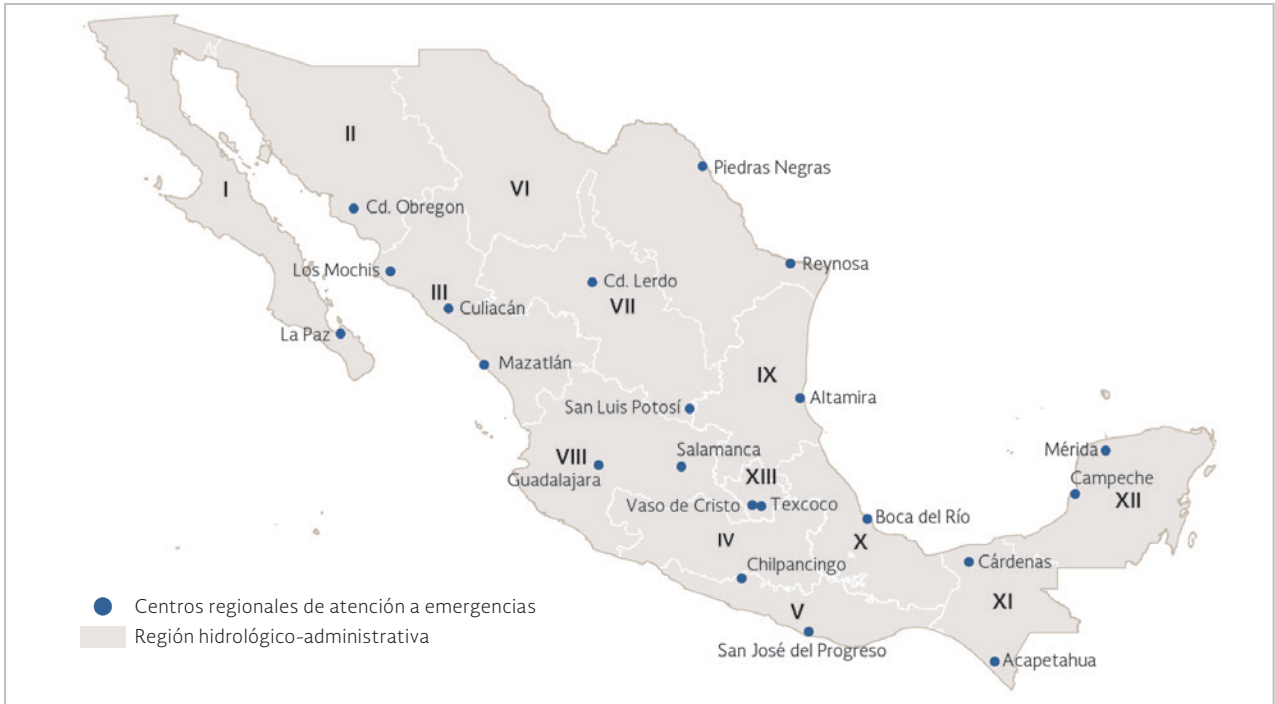 II
Piedras Negras
VI
I
Cd. Obregon
Reynosa
Los Mochis
Cd. Lerdo
III
VII
Culiacán
La Paz
Mazatlán
IX
San Luis Potosí
Altamira
Salamanca
Mérida
VIII
Guadalajara
XIII
Campeche
XII
Vaso de Cristo
Texcoco
Boca del Río
IV
X
Chilpancingo
Cárdenas
XI
V
San José del Progreso
Acapetahua
Centros regionales de atención a emergencias
Región hidrológico-administrativa